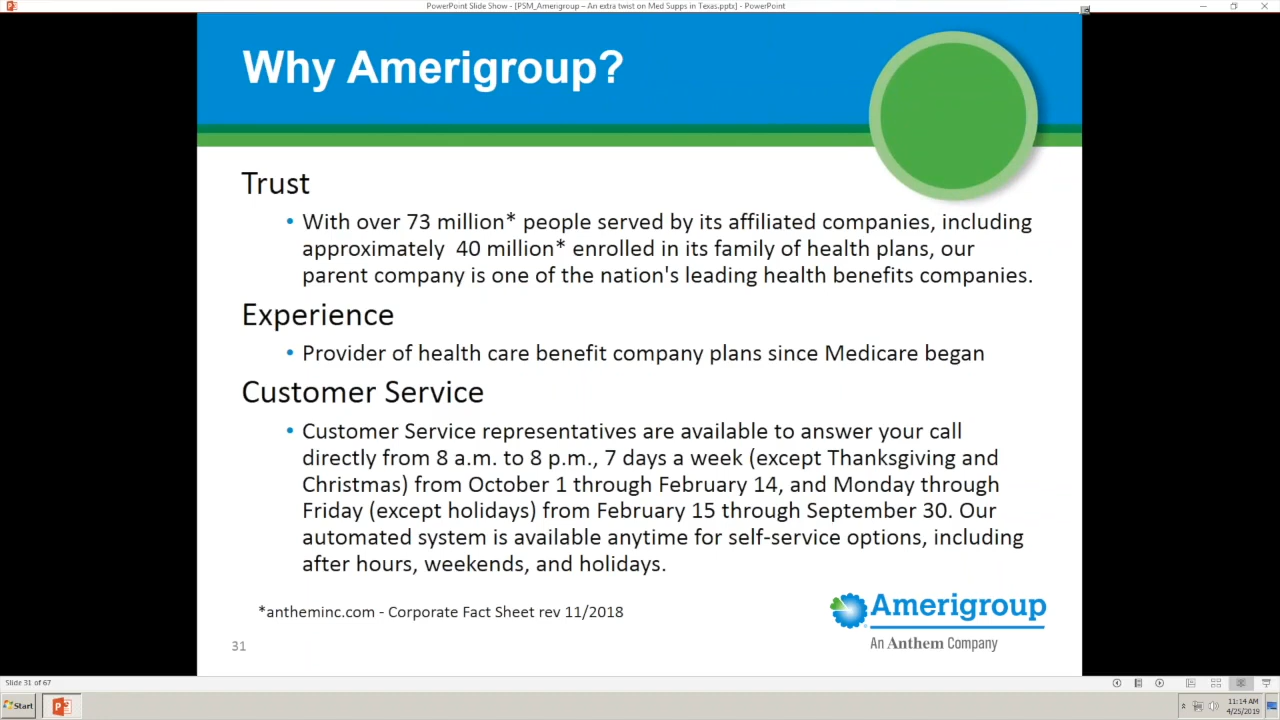 PowerPoint Slide Show - [PSM_Amerigroup – An extra twist on Med Supps in Texas.pptx] - PowerPoint
Why Amerigroup?
Trust
• With over 73 million* people served by its affiliated companies, including
approximately  40 million* enrolled in its family of health plans, our
parent company is one of the nation's leading health benefits companies.
Experience
• Provider of health care benefit company plans since Medicare began
Customer Service
• Customer Service representatives are available to answer your call
directly from 8 a.m. to 8 p.m., 7 days a week (except Thanksgiving and
Christmas) from October 1 through February 14, and Monday through
Friday (except holidays) from February 15 through September 30. Our
automated system is available anytime for self-service options, including
after hours, weekends, and holidays.
*antheminc.com - Corporate Fact Sheet rev 11/2018
Amerigroup
An Anthem Company
31
Slide 31 of 67
Start
11:14 AM
4/25/2019